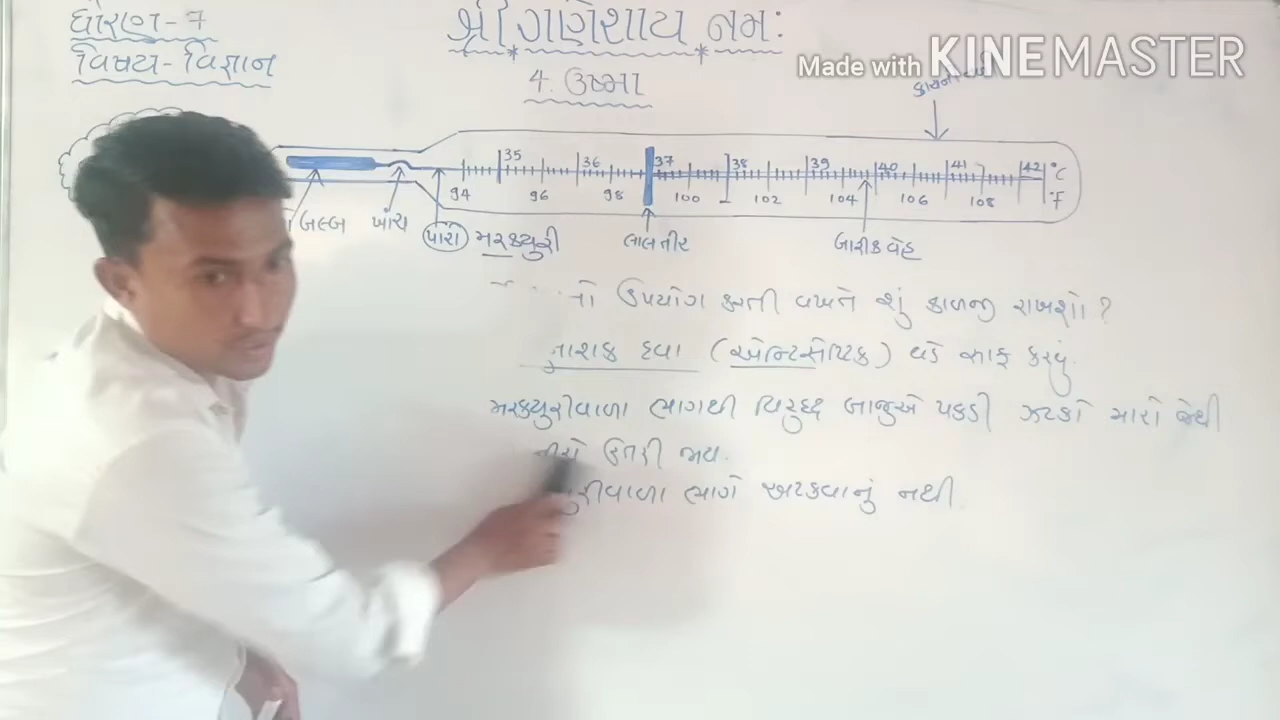 ધોરણ - 7
શ્રી ગણેશાય નમઃ
Made with KINEMASTER
વિષય - વિજ્ઞાન
4. ઉષ્મા
35 36 37 38 39 40 41 42 °C
94 96 98 100 102 104 106 108 °F
બલ્બ ખાંચ પારો મરક્યુરી લાલ તીર બારીક વેહ
નો ઉપયોગ કરતી વખતે શું કાળજી રાખશો ?
નાશક દવા (એન્ટિસેપ્ટિક) વડે સાફ કરવું.
મરક્યુરીવાળા ભાગથી વિરુદ્ધ બાજુએ પકડી ઝટકો મારો જેથી
નીચે ઉતરી જાય.
યુરીવાળા ભાગે અટકવાનું નથી.